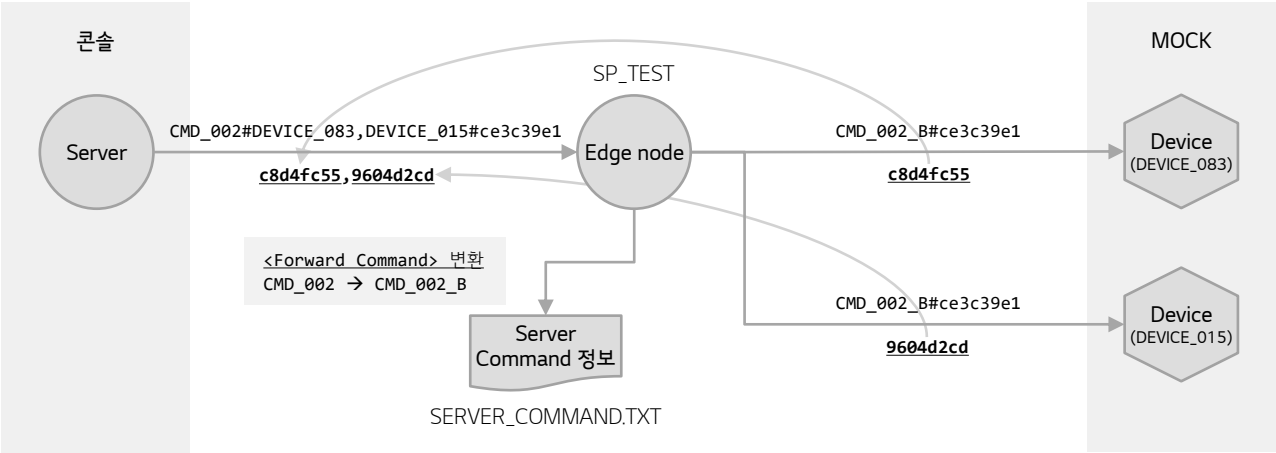 콘솔
MOCK
SP_TEST
Server
CMD_002#DEVICE_083,DEVICE_015#ce3c39e1
c8d4fc55,9604d2cd
Edge node
CMD_002_B#ce3c39e1
c8d4fc55
Device
(DEVICE_083)
<Forward Command> 변환
CMD_002 → CMD_002_B
CMD_002_B#ce3c39e1
9604d2cd
Device
(DEVICE_015)
Server
Command 정보
SERVER_COMMAND.TXT